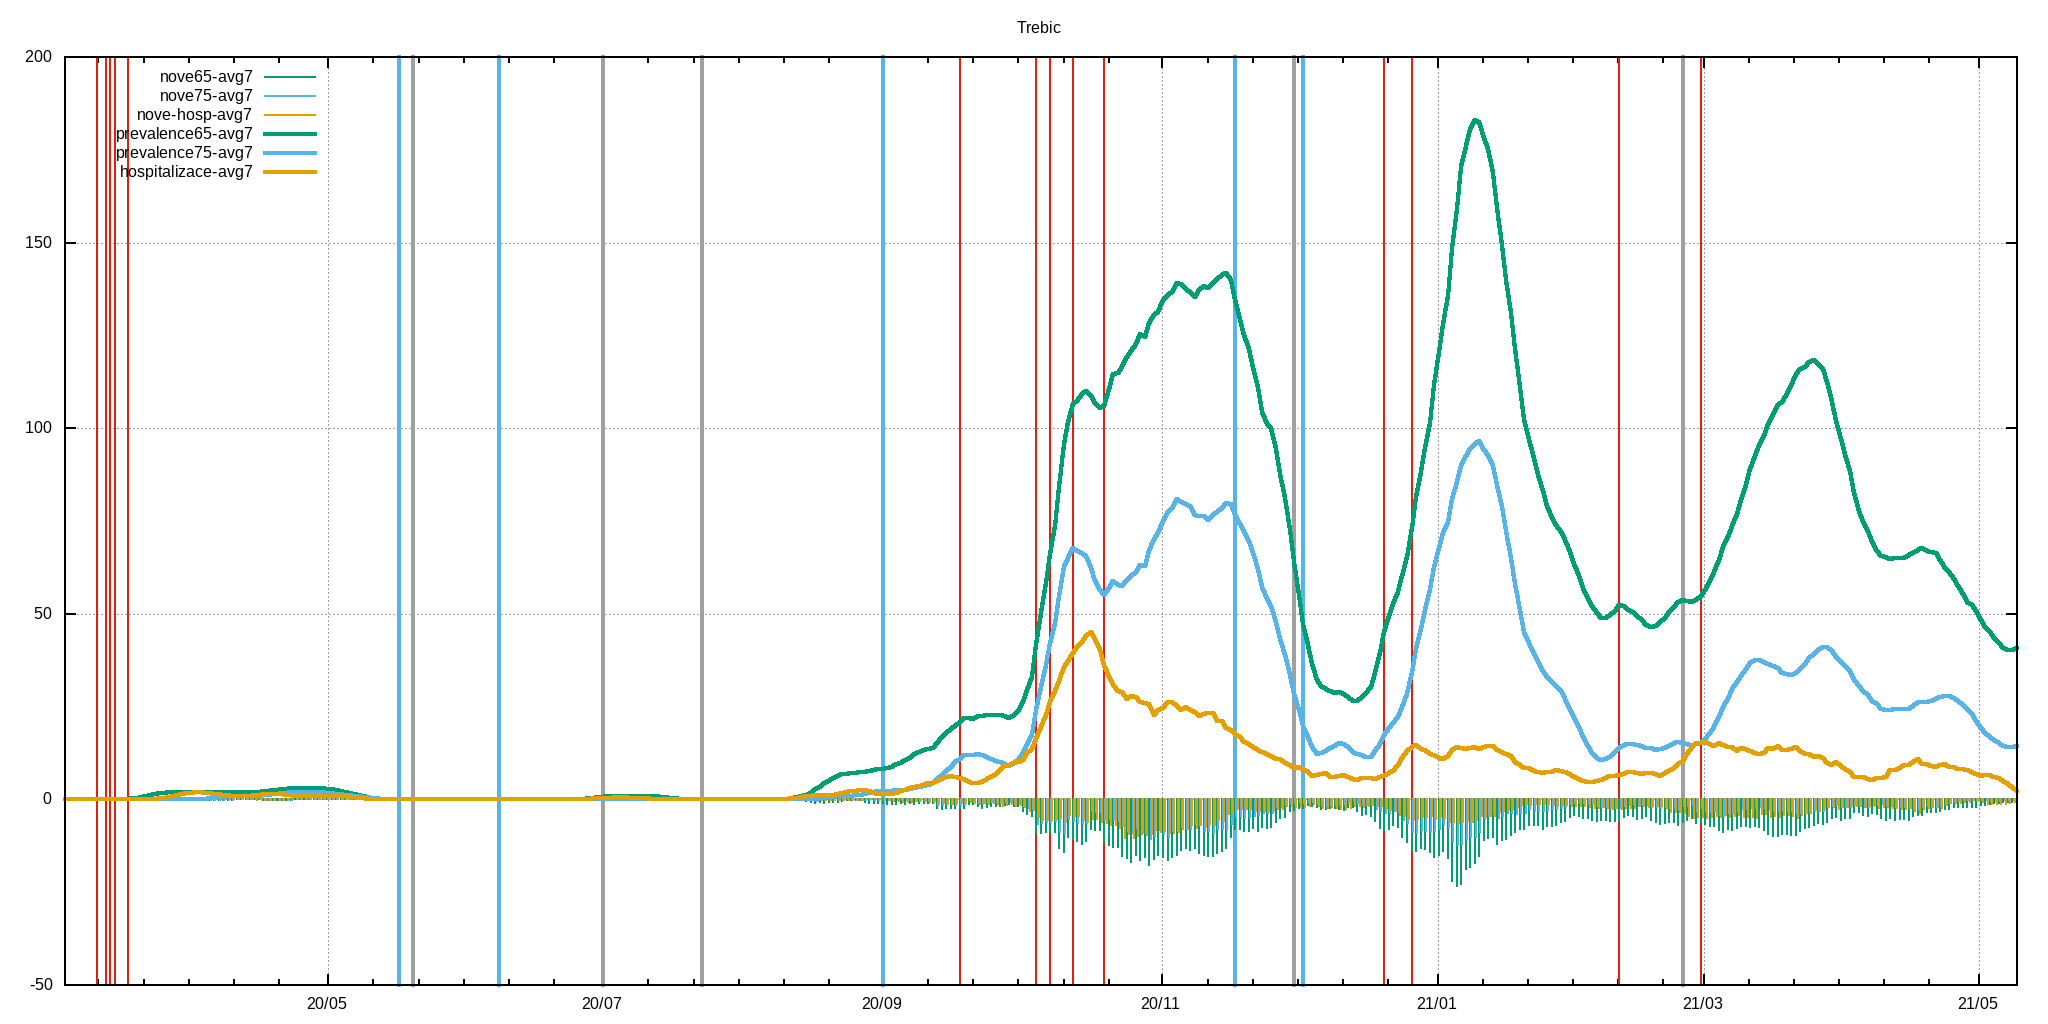 Trebic
200
150
100
50
0
-50
nove65-avg7
nove75-avg7
nove-hosp-avg7
prevalence65-avg7
prevalence75-avg7
hospitalizace-avg7
20/05
20/07
20/09
20/11
21/01
21/03
21/05